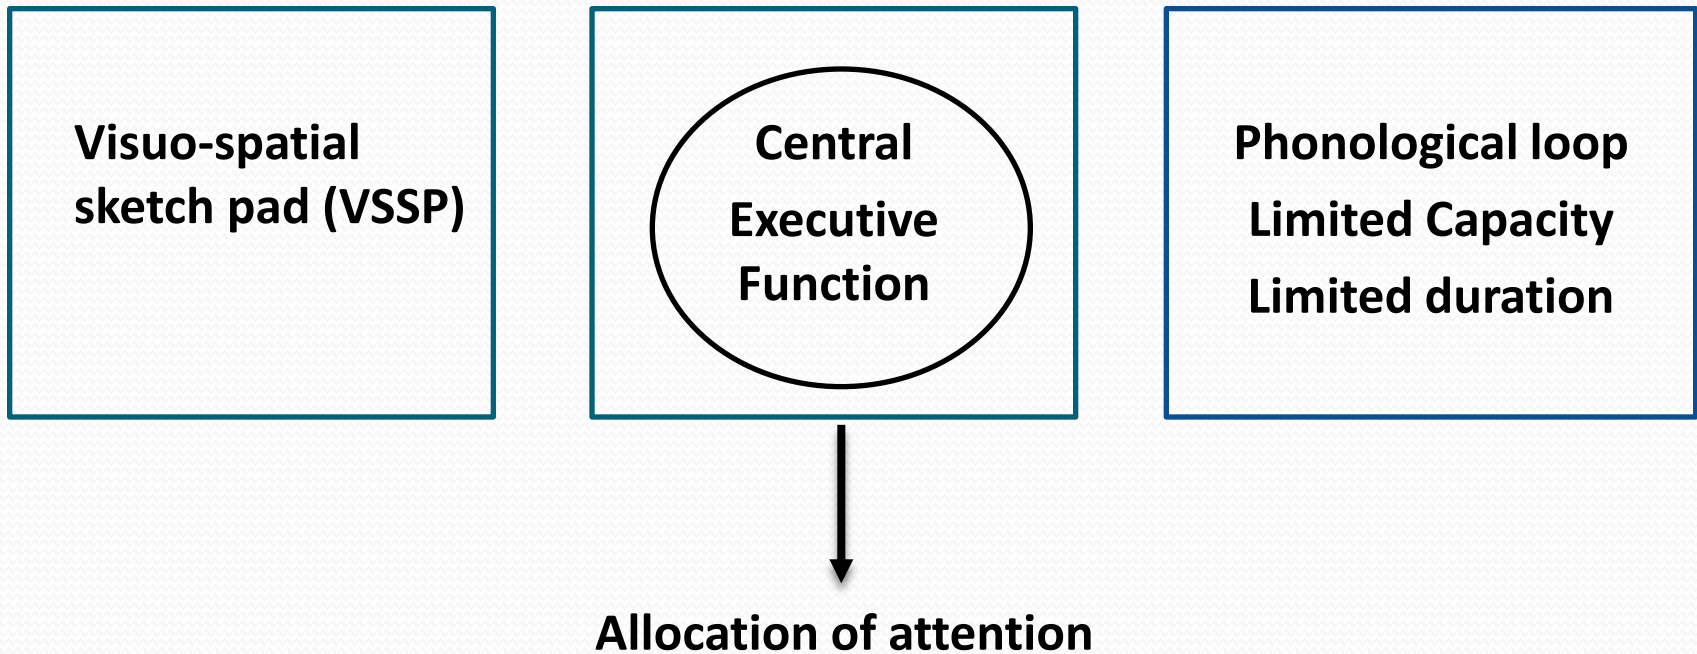 Visuo-spatial
sketch pad (VSSP)
Central
Executive
Function
Phonological loop
Limited Capacity
Limited duration
Allocation of attention